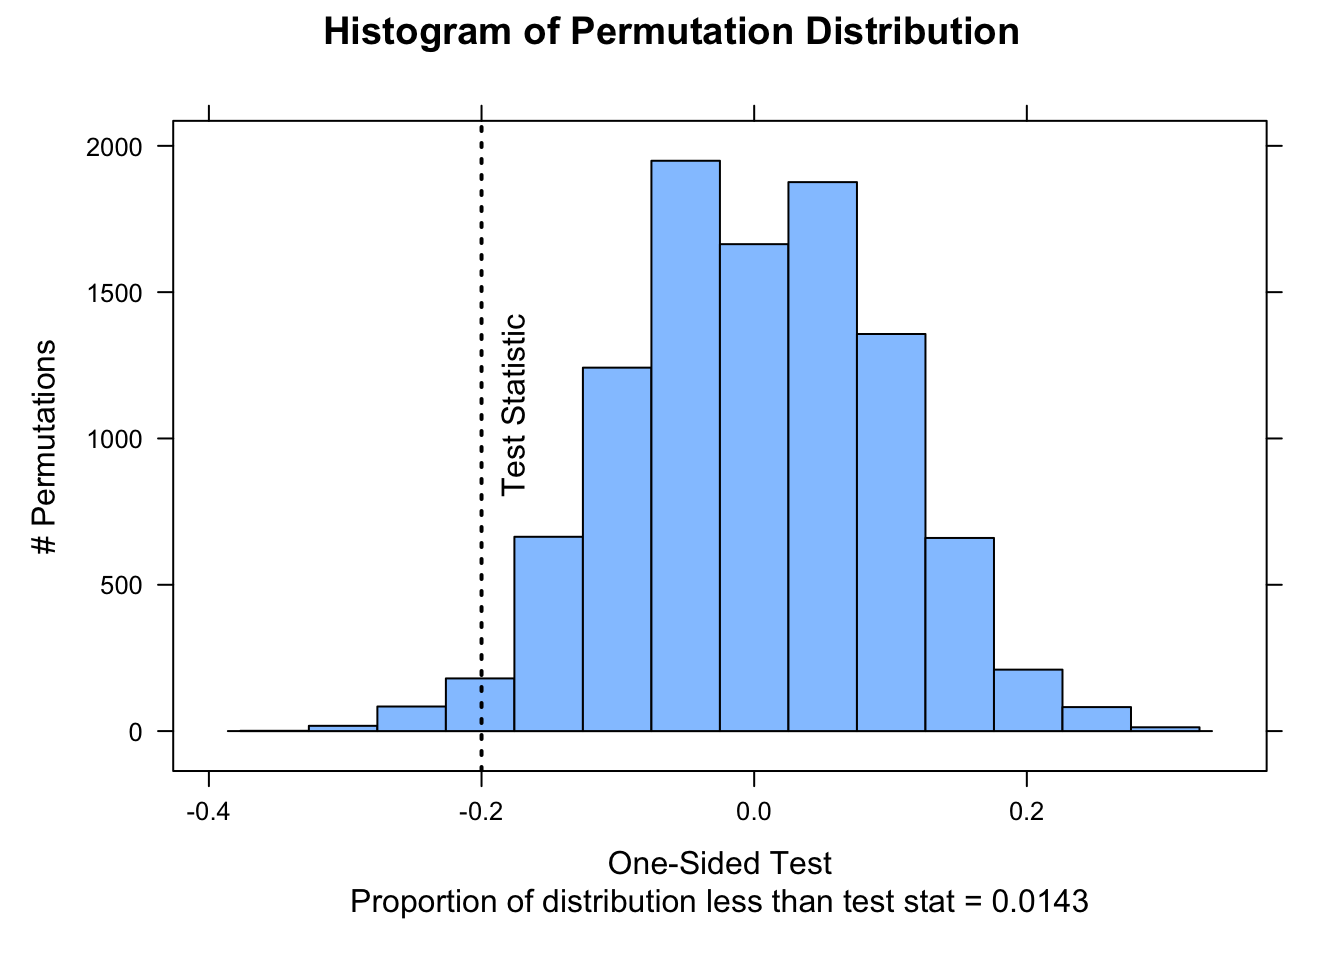 Histogram of Permutation Distribution
2000
1500
1000
500
0
# Permutations
Test Statistic
-0.4
-0.2
0.0
0.2
One-Sided Test
Proportion of distribution less than test stat = 0.0143